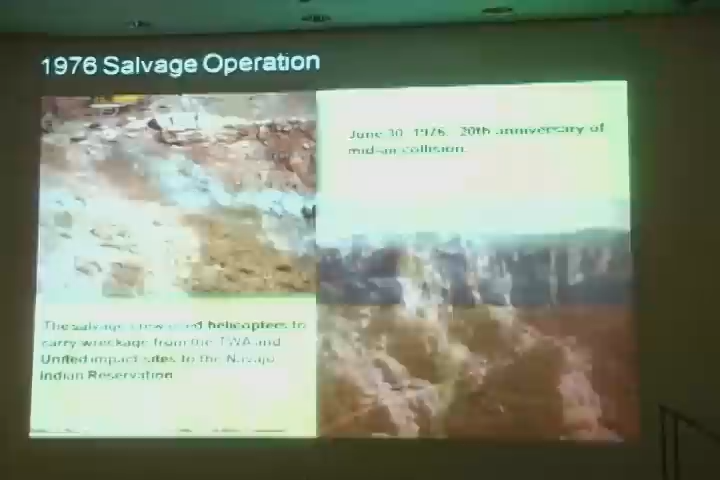 1976 Salvage Operation
June 30, 1976. 20th anniversary of
mid-air collision.
The salvage crew used helicopters to
carry wreckage from the TWA and
United impact sites to the Navajo
Indian Reservation